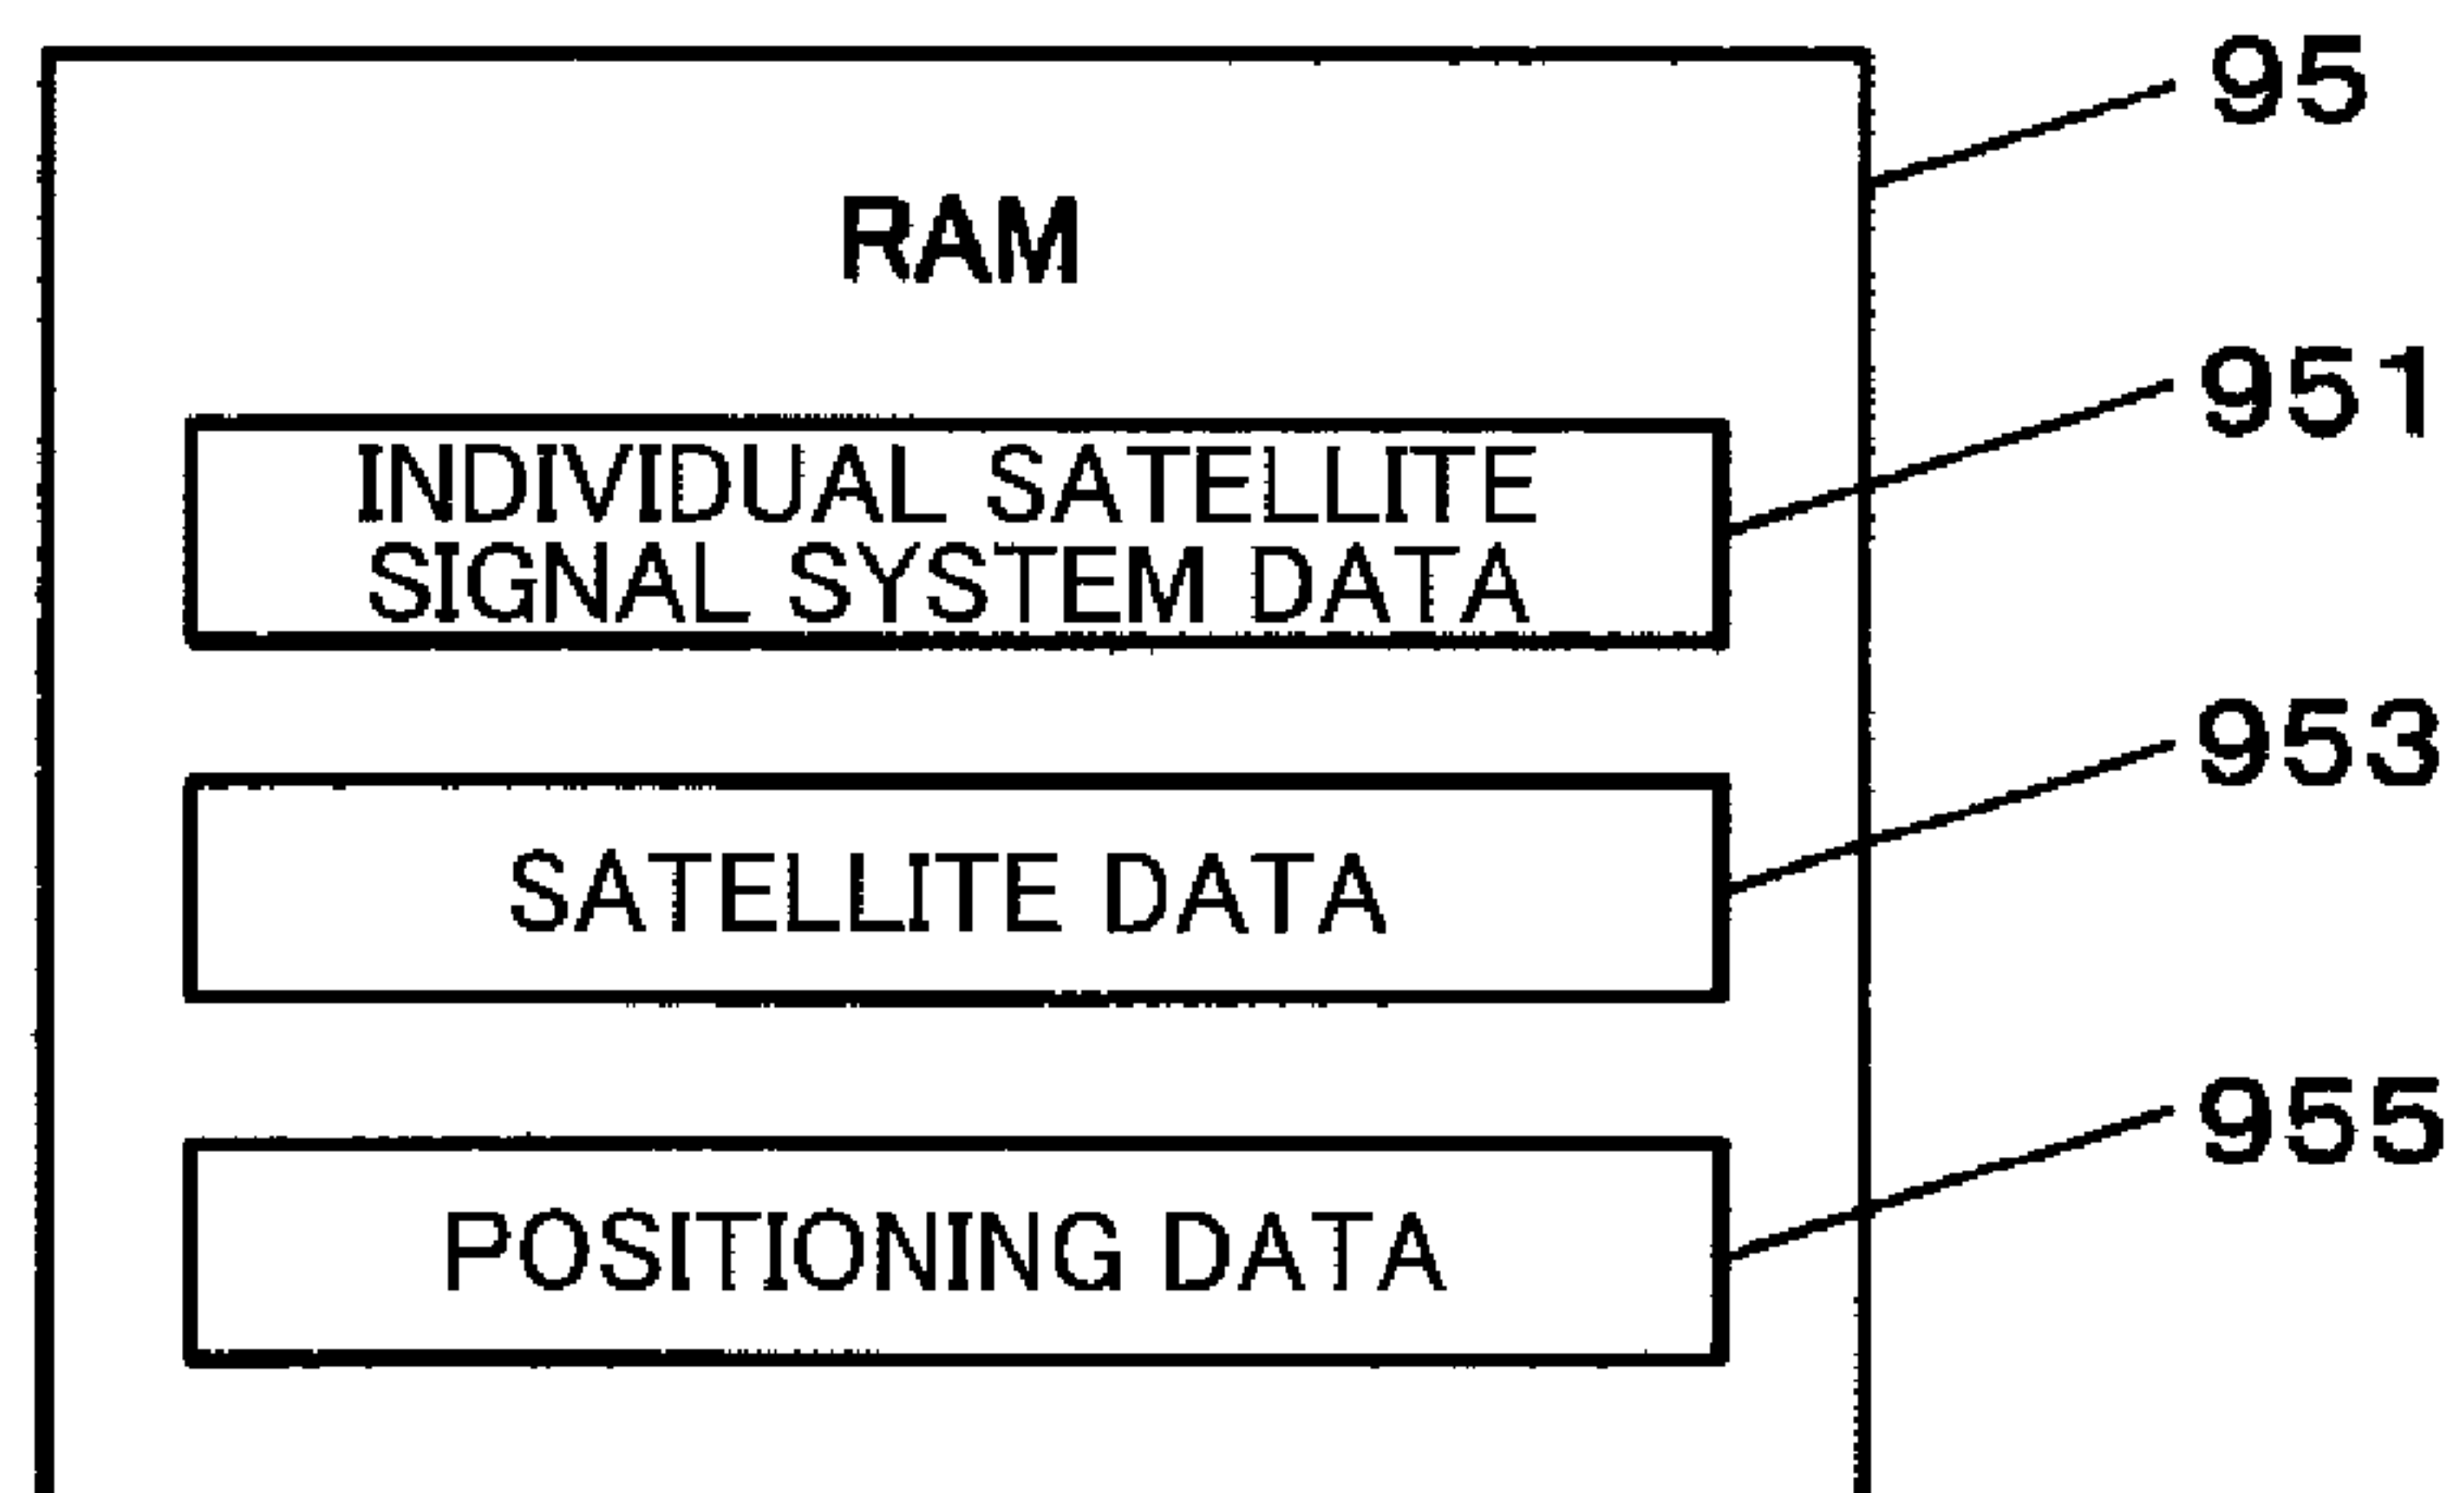 95
RAM
951
INDIVIDUAL SATELLITE
SIGNAL SYSTEM DATA
953
SATELLITE DATA
955
POSITIONING DATA